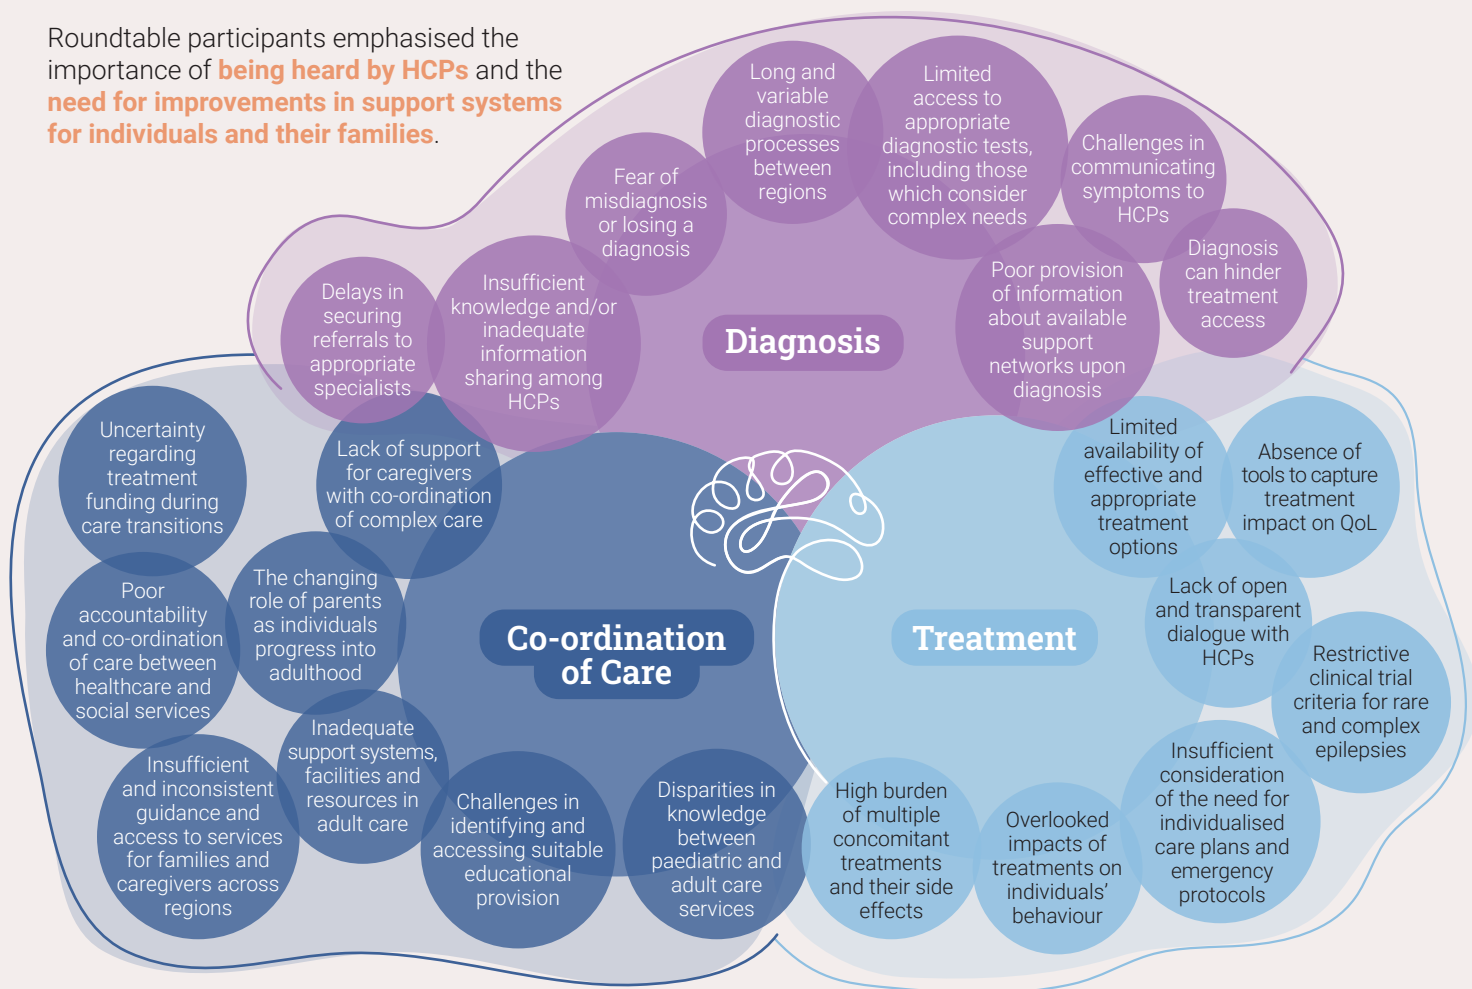 Roundtable participants emphasised the
importance of being heard by HCPs and the
need for improvements in support systems
for individuals and their families.
Long and
variable
diagnostic
processes
between
regions
Limited
access to
appropriate
diagnostic tests,
including those
which consider
complex needs
Challenges in
communicating
symptoms to
HCPs
Fear of
misdiagnosis
or losing a
diagnosis
Diagnosis
can hinder
treatment
access
Delays in
securing
referrals to
appropriate
specialists
Insufficient
knowledge and/or
inadequate
information
sharing among
HCPs
Poor provision
of information
about available
support
networks upon
diagnosis
Diagnosis
Uncertainty
regarding
treatment
funding during
care transitions
Lack of support
for caregivers
with co-ordination
of complex care
Poor
accountability
and co-ordination
of care between
healthcare and
social services
The changing
role of parents
as individuals
progress into
adulthood
Co-ordination
of Care
Inadequate
support systems,
facilities and
resources in
adult care
Insufficient
and inconsistent
guidance and
access to services
for families and
caregivers across
regions
Challenges in
identifying and
accessing suitable
educational
provision
Disparities in
knowledge
between
paediatric and
adult care
services
Limited
availability of
effective and
appropriate
treatment
options
Absence of
tools to capture
treatment
impact on QoL
Treatment
Lack of open
and transparent
dialogue with
HCPs
Restrictive
clinical trial
criteria for rare
and complex
epilepsies
Insufficient
consideration
of the need for
individualised
care plans and
emergency
protocols
High burden
of multiple
concomitant
treatments
and their side
effects
Overlooked
impacts of
treatments on
individuals’
behaviour